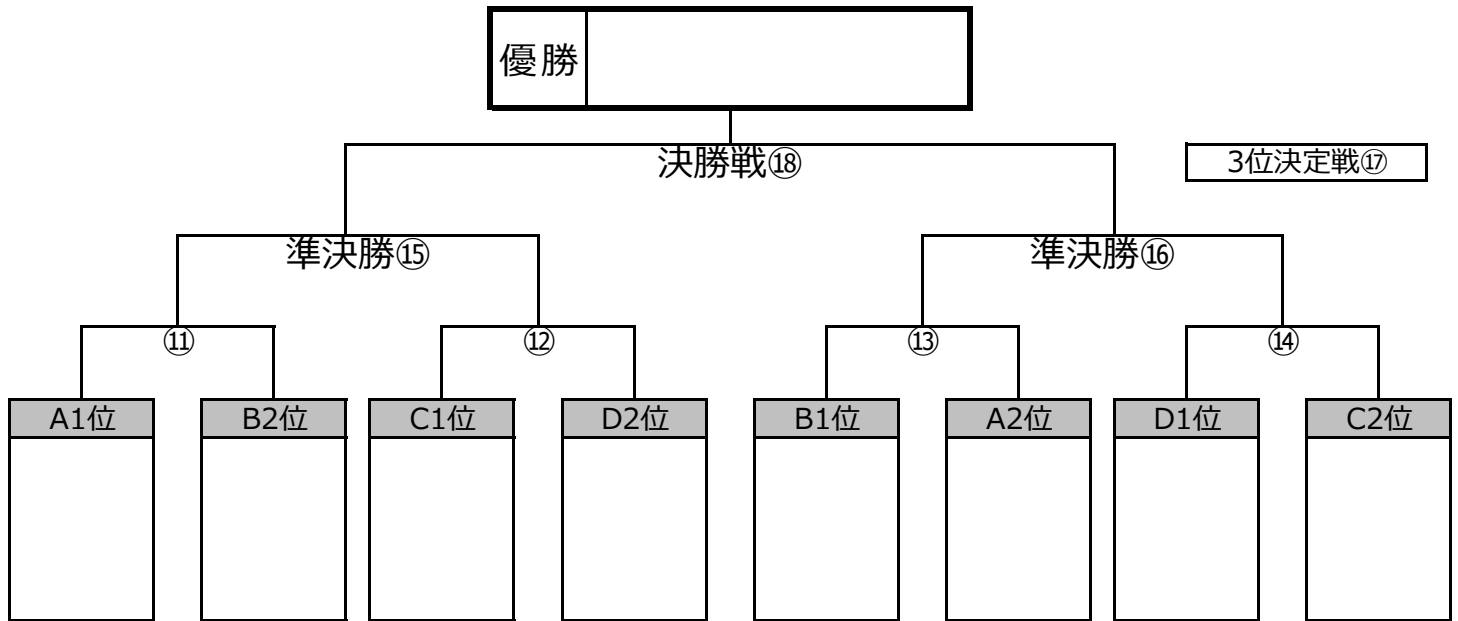 優勝
決勝戦⑱
3位決定戦⑰
準決勝⑮
準決勝⑯
⑪
⑫
⑬
⑭
A1位
B2位
C1位
D2位
B1位
A2位
D1位
C2位